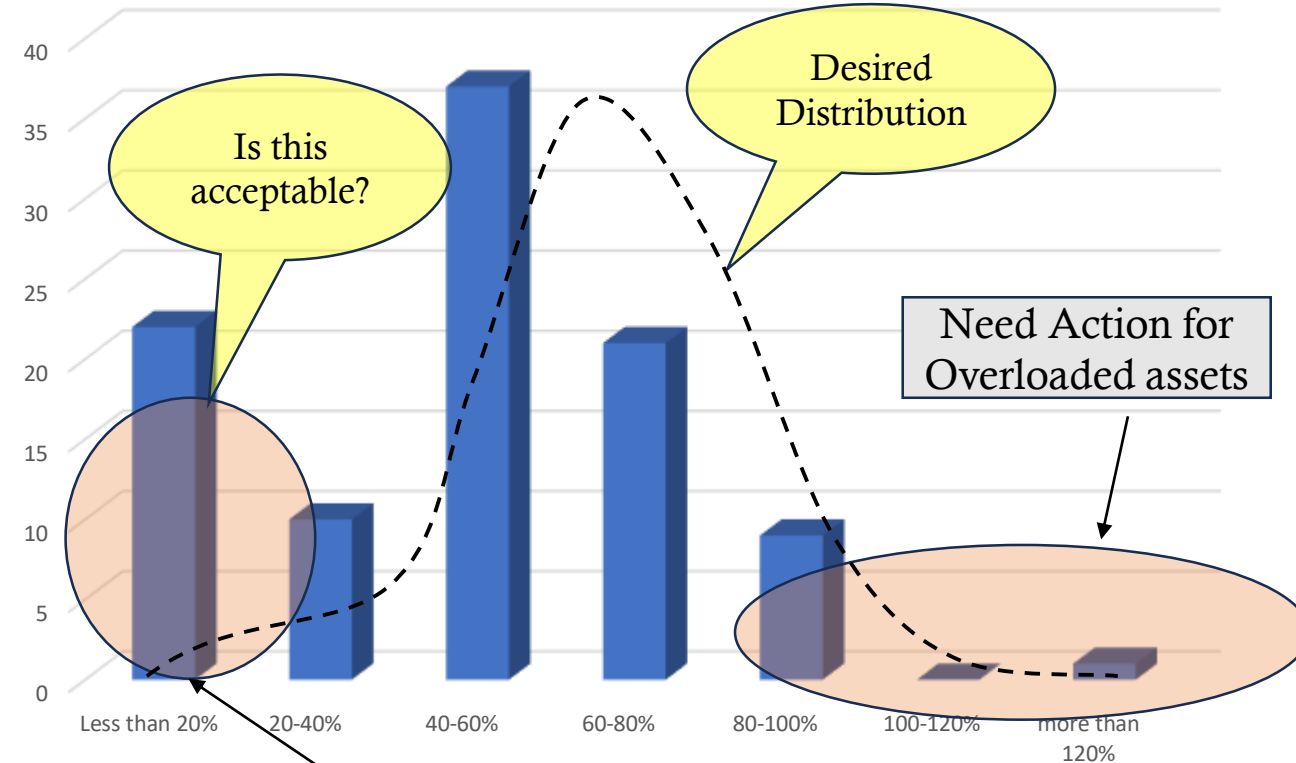 40
35
30
25
20
15
10
5
0
Is this
acceptable?
Desired
Distribution
Need Action for
Overloaded assets
Less than 20%
20-40%
40-60%
60-80%
80-100%
100-120%
more than
120%